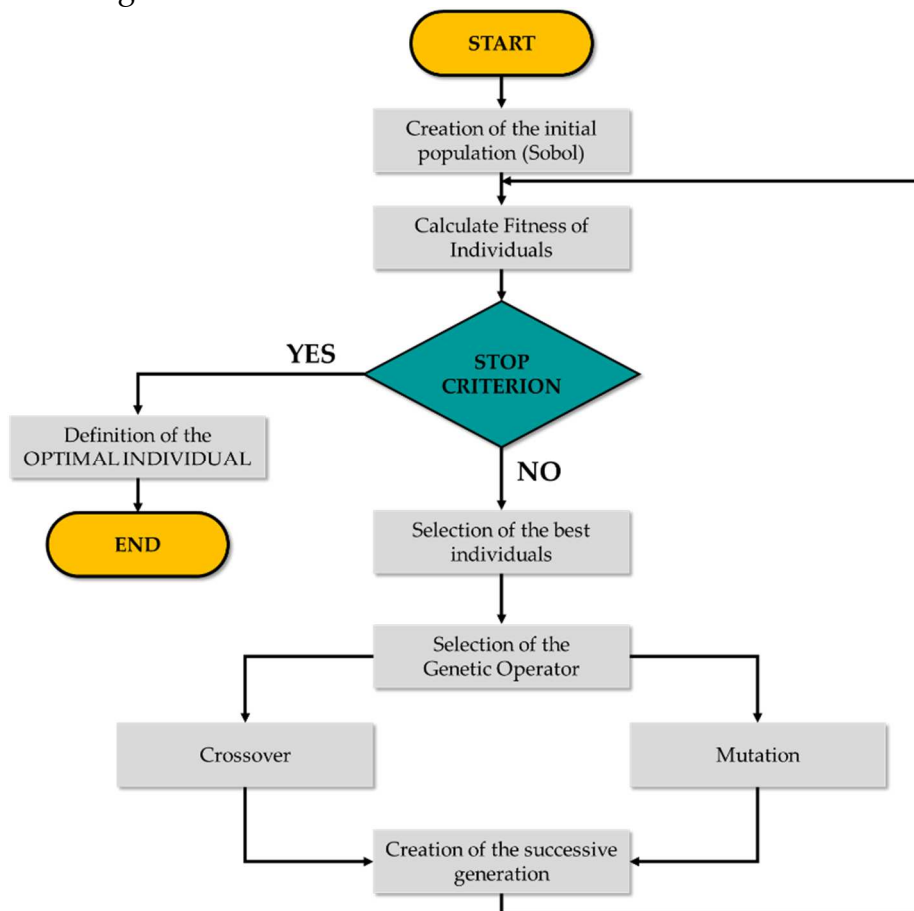 START
Creation of the initial
population (Sobol)
Calculate Fitness of
Individuals
STOP
CRITERION
YES
Definition of the
OPTIMAL INDIVIDUAL
END
NO
Selection of the best
individuals
Selection of the
Genetic Operator
Crossover
Mutation
Creation of the successive
generation